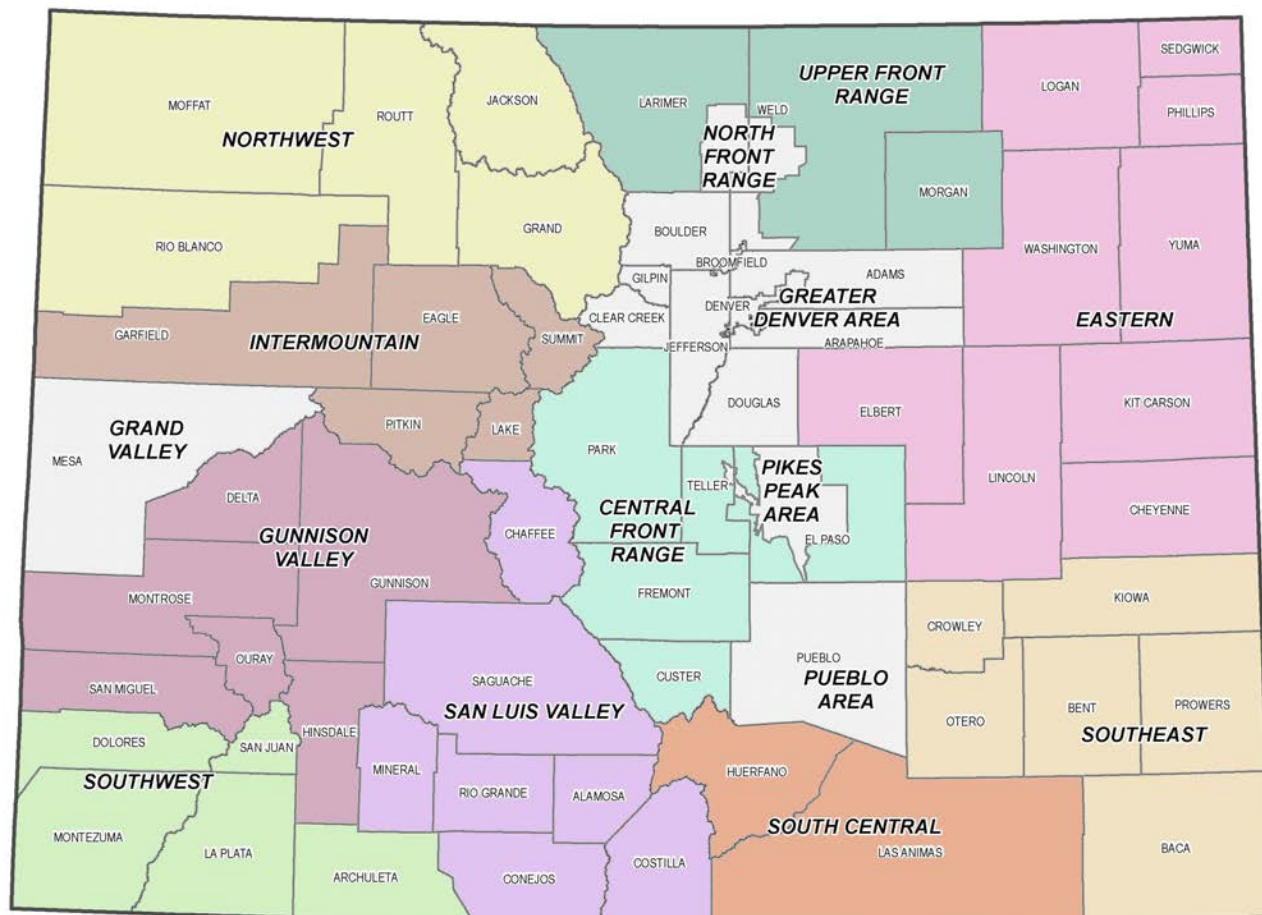 SEDGWICK
LOGAN
UPPER FRONT
RANGE
JACKSON
LARIMER
MOFFAT
WELD
PHILLIPS
ROUTT
NORTHWEST
NORTH
FRONT
RANGE
MORGAN
BOULDER
GRAND
RIO BLANCO
WASHINGTON
YUMA
BROOMFIELD
GILPIN
ADAMS
GREATER
DENVER AREA
DENVER
CLEAR CREEK
EAGLE
GARFIELD
INTERMOUNTAIN
SUMMIT
JEFFERSON
ARAPAHOE
EASTERN
DOUGLAS
ELBERT
KIT CARSON
PITKIN
LAKE
GRAND
VALLEY
MESA
PARK
PIKES
PEAK
AREA
TELLER
LINCOLN
DELTA
CENTRAL
FRONT
RANGE
CHEYENNE
CHAFFEE
GUNNISON
VALLEY
EL PASO
GUNNISON
FREMONT
MONTROSE
KIOWA
CROWLEY
OURAY
PUEBLO
PUEBLO
AREA
SAGUACHE
CUSTER
SAN MIGUEL
SAN LUIS VALLEY
OTERO
BENT
PROWERS
SOUTHEAST
HINSDALE
DOLORES
SAN JUAN
SOUTHWEST
MINERAL
HUERFANO
RIO GRANDE
ALAMOSA
SOUTH CENTRAL
MONTEZUMA
LA PLATA
LAS ANIMAS
BACA
COSTILLA
ARCHULETA
CONEJOS